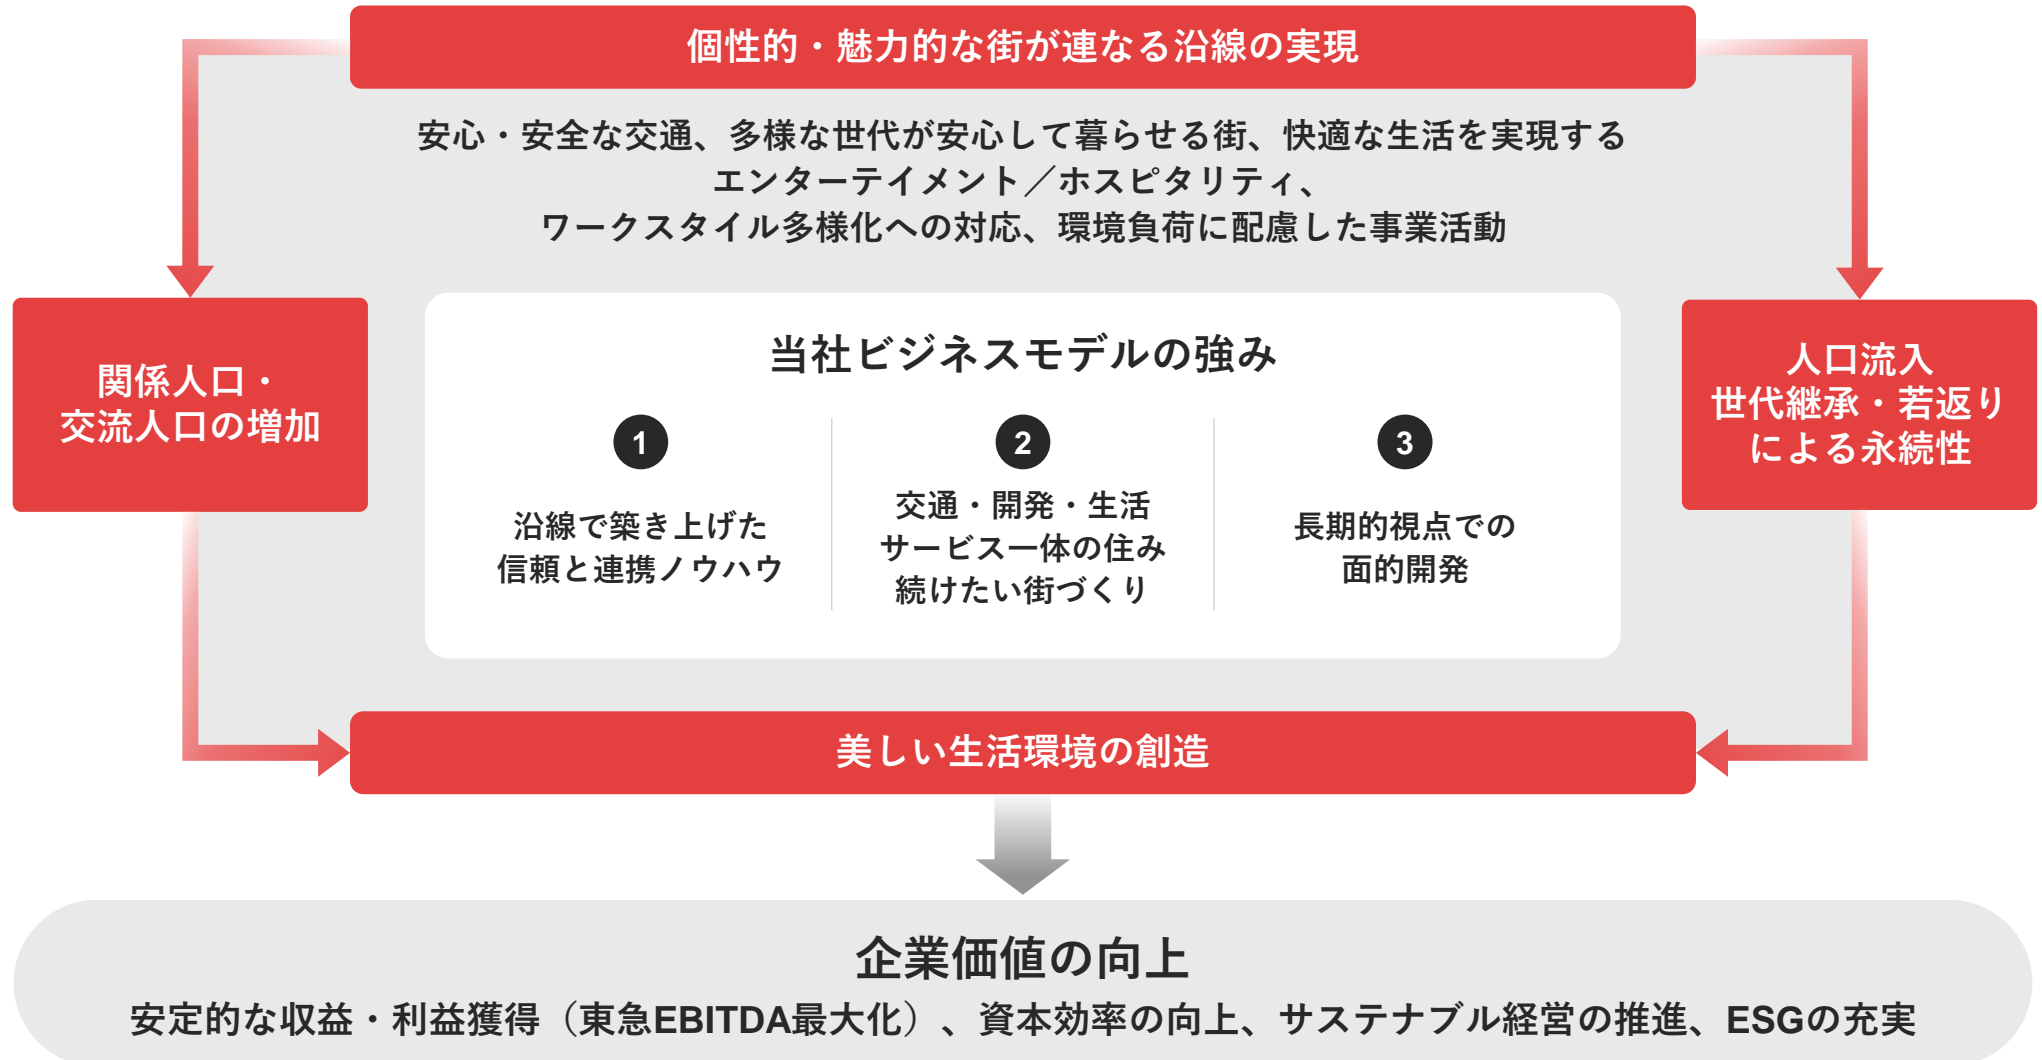 個性的・魅力的な街が連なる沿線の実現
安心・安全な交通、多様な世代が安心して暮らせる街、快適な生活を実現する
エンターテイメント／ホスピタリティ、
ワークスタイル多様化への対応、環境負荷に配慮した事業活動
関係人口・
交流人口の増加
当社ビジネスモデルの強み
1
沿線で築き上げた
信頼と連携ノウハウ
2
交通・開発・生活
サービス一体の住み
続けたい街づくり
3
長期的視点での
面的開発
人口流入
世代継承・若返り
による永続性
美しい生活環境の創造
企業価値の向上
安定的な収益・利益獲得（東急EBITDA最大化）、資本効率の向上、サステナブル経営の推進、ESGの充実